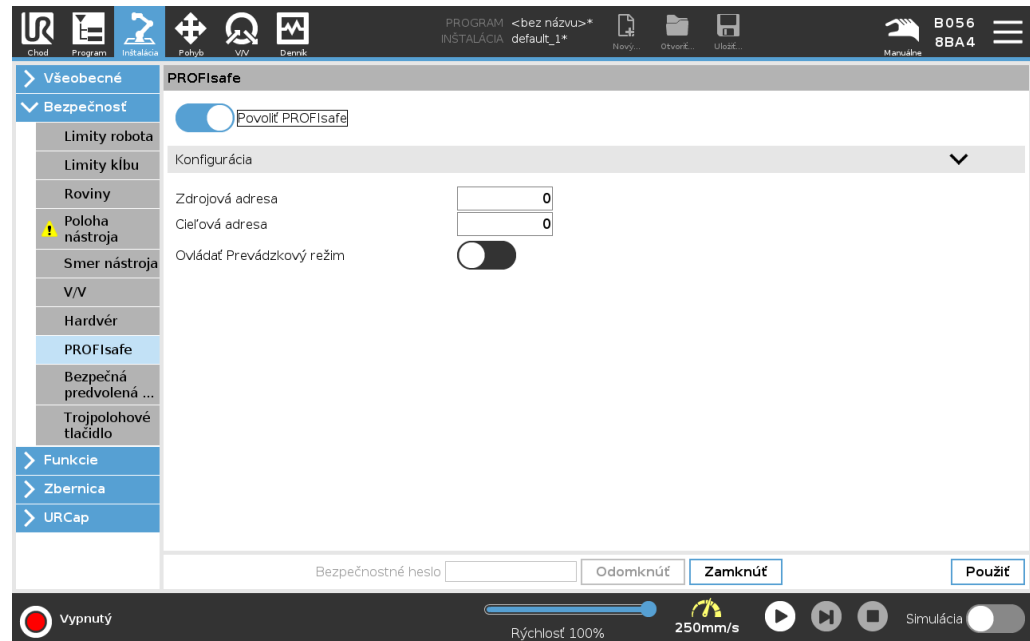 PROGRAM <bez názvu>*
INŠTALÁCIA default_1*
Chod
Program
Inštalácia
Pohyb
V/V
Denník
Nový...
Otvoriť...
Uložiť...
Manuálne
B056
8BA4
Všeobecné
Bezpečnosť
Limity robota
Limity kĺbu
Roviny
Poloha
nástroja
Smer nástroja
V/V
Hardvér
PROFIsafe
Bezpečná
predvolená ...
Trojpolohové
tlačidlo
Funkcie
Zbernica
URCap
PROFIsafe
Povoliť PROFIsafe
Konfigurácia
Zdrojová adresa 0
Cieľová adresa 0
Ovládať Prevádzkový režim
Bezpečnostné heslo Odomknúť Zamknúť Použiť
Vypnutý
Rýchlosť 100%
250mm/s
Simulácia